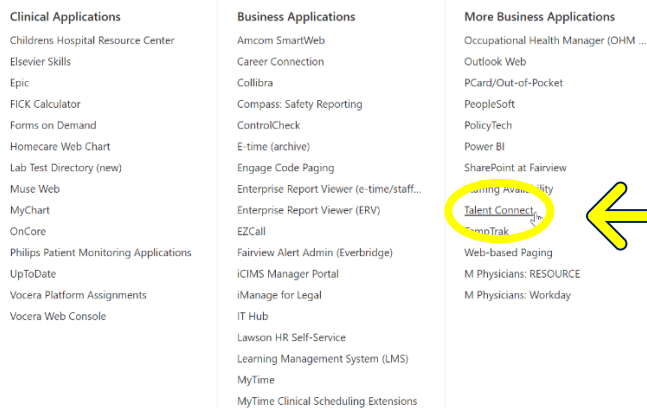 Clinical Applications
Childrens Hospital Resource Center
Elsevier Skills
Epic
FICK Calculator
Forms on Demand
Homecare Web Chart
Lab Test Directory (new)
Muse Web
MyChart
OnCore
Philips Patient Monitoring Applications
UpToDate
Vocera Platform Assignments
Vocera Web Console
Business Applications
Amcom SmartWeb
Career Connection
Collibra
Compass: Safety Reporting
ControlCheck
E-time (archive)
Engage Code Paging
Enterprise Report Viewer (e-time/staff...
Enterprise Report Viewer (ERV)
EZCall
Fairview Alert Admin (Everbridge)
iCIMS Manager Portal
iManage for Legal
IT Hub
Lawson HR Self-Service
Learning Management System (LMS)
MyTime
MyTime Clinical Scheduling Extensions
More Business Applications
Occupational Health Manager (OHM ...
Outlook Web
PCard/Out-of-Pocket
PeopleSoft
PolicyTech
Power BI
SharePoint at Fairview
Staffing Availability
Talent Connect
TempTrak
Web-based Paging
M Physicians: RESOURCE
M Physicians: Workday